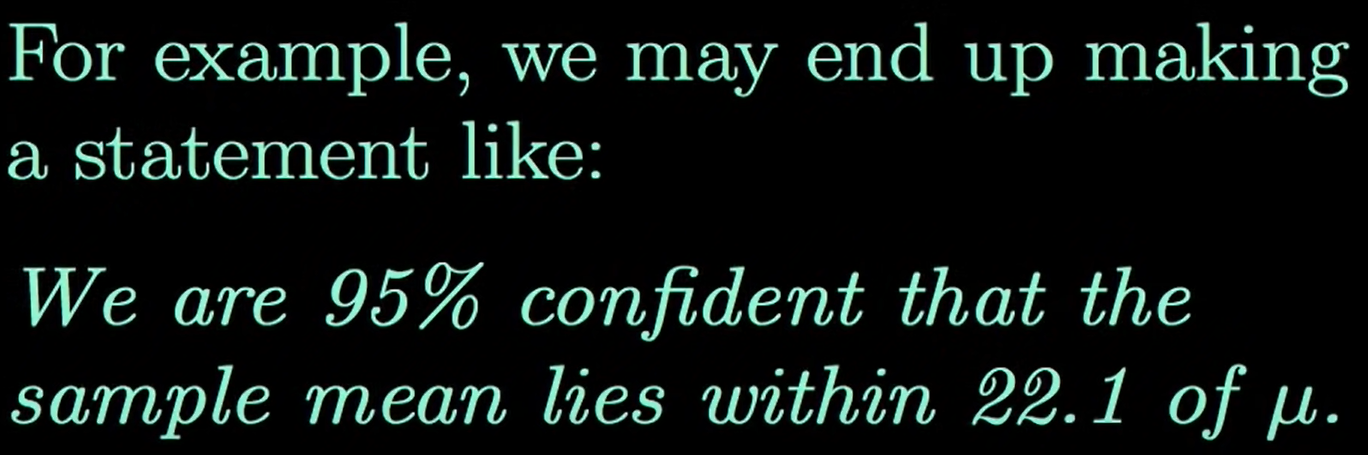 For example, we may end up making
a statement like:
We are 95% confident that the
sample mean lies within 22.1 of μ.